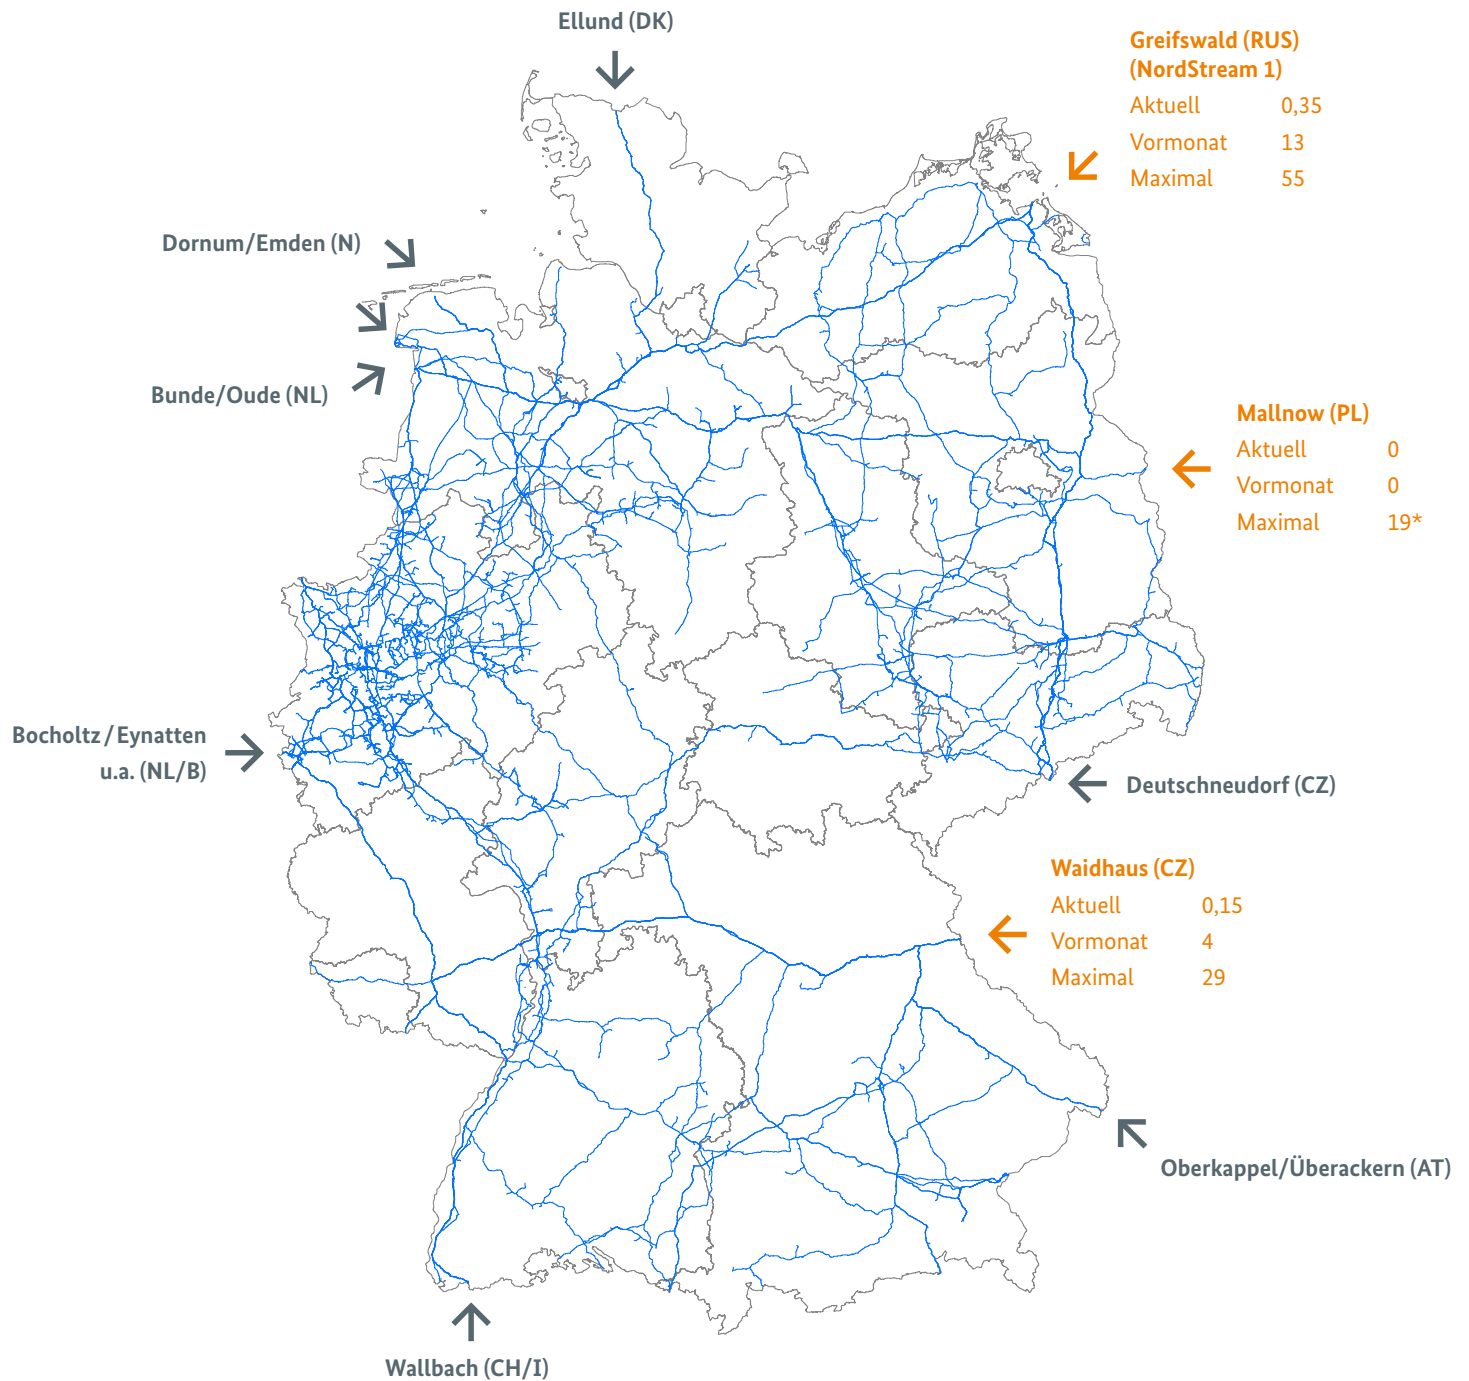 Ellund (DK)
Greifswald (RUS)
(NordStream 1)
Aktuell 0,35
Vormonat 13
Maximal 55
Dornum/Emden (N)
Bunde/Oude (NL)
Mallnow (PL)
Aktuell 0
Vormonat 0
Maximal 19*
Bocholtz / Eynatten
u.a. (NL/B)
Deutschneudorf (CZ)
Waidhaus (CZ)
Aktuell 0,15
Vormonat 4
Maximal 29
Oberkappel/Überackern (AT)
Wallbach (CH/I)